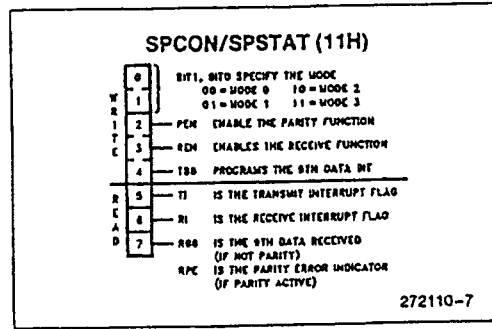 SPCON/SPSTAT (11H)
WRITE
0
1
BIT1, BIT0 SPECIFY THE MODE
00 = MODE 0 10 = MODE 2
01 = MODE 1 11 = MODE 3
2 PEN ENABLE THE PARITY FUNCTION
3 REN ENABLES THE RECEIVE FUNCTION
4 TB8 PROGRAMS THE 9TH DATA BIT
READ
5 TI IS THE TRANSMIT INTERRUPT FLAG
6 RI IS THE RECEIVE INTERRUPT FLAG
7 RB8 IS THE 9TH DATA RECEIVED
(IF NOT PARITY)
RPE IS THE PARITY ERROR INDICATOR
(IF PARITY ACTIVE)
272110-7